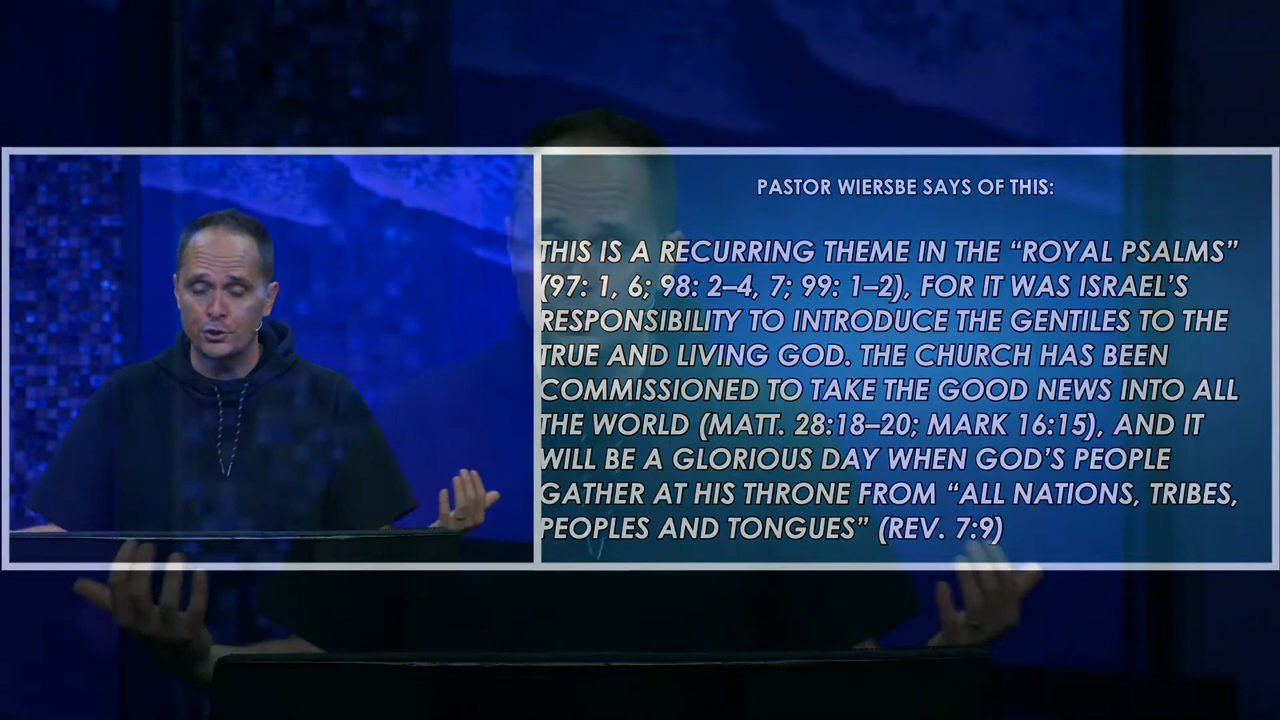 PASTOR WIERSBE SAYS OF THIS:
THIS IS A RECURRING THEME IN THE “ROYAL PSALMS”
(97: 1, 6; 98: 2–4, 7; 99: 1–2), FOR IT WAS ISRAEL’S
RESPONSIBILITY TO INTRODUCE THE GENTILES TO THE
TRUE AND LIVING GOD. THE CHURCH HAS BEEN
COMMISSIONED TO TAKE THE GOOD NEWS INTO ALL
THE WORLD (MATT. 28:18–20; MARK 16:15), AND IT
WILL BE A GLORIOUS DAY WHEN GOD’S PEOPLE
GATHER AT HIS THRONE FROM “ALL NATIONS, TRIBES,
PEOPLES AND TONGUES” (REV. 7:9)